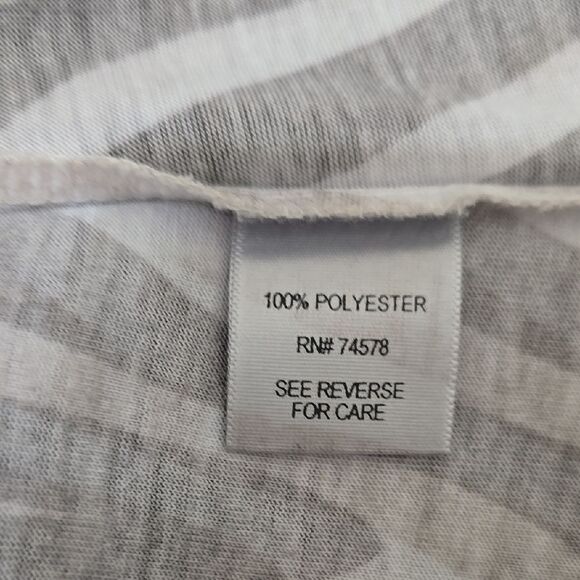 100% POLYESTER
RN# 74578
SEE REVERSE
FOR CARE